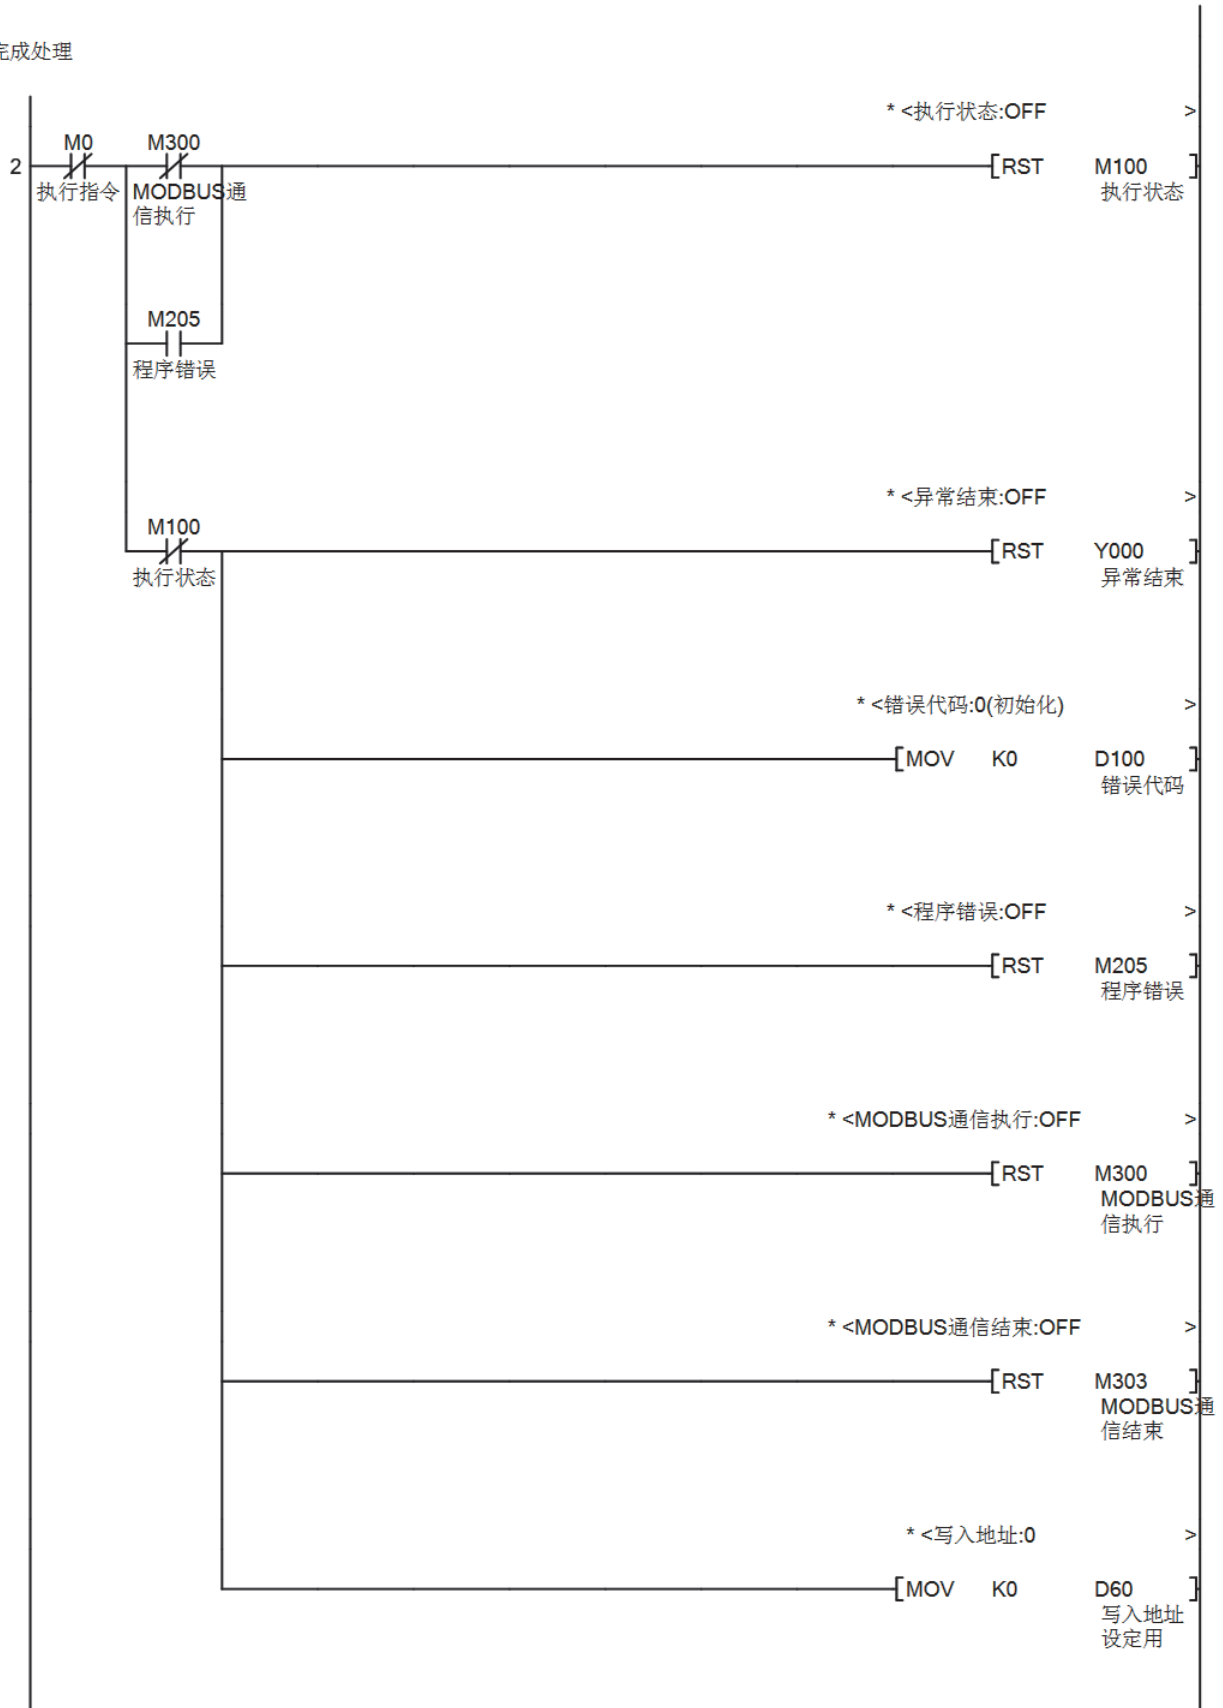 完成处理
* <执行状态:OFF >
M0 M300
2 [RST M100 ]
执行指令 MODBUS通 执行状态
信执行
M205
程序错误
* <异常结束:OFF >
M100
[RST Y000 ]
执行状态 异常结束
* <错误代码:0(初始化) >
[MOV K0 D100 ]
错误代码
* <程序错误:OFF >
[RST M205 ]
程序错误
* <MODBUS通信执行:OFF >
[RST M300 ]
MODBUS通
信执行
* <MODBUS通信结束:OFF >
[RST M303 ]
MODBUS通
信结束
* <写入地址:0 >
[MOV K0 D60 ]
写入地址
设定用